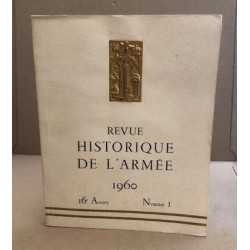 REVUE
HISTORIQUE
DE L'ARMÉE
1960
16e Année Numéro 1